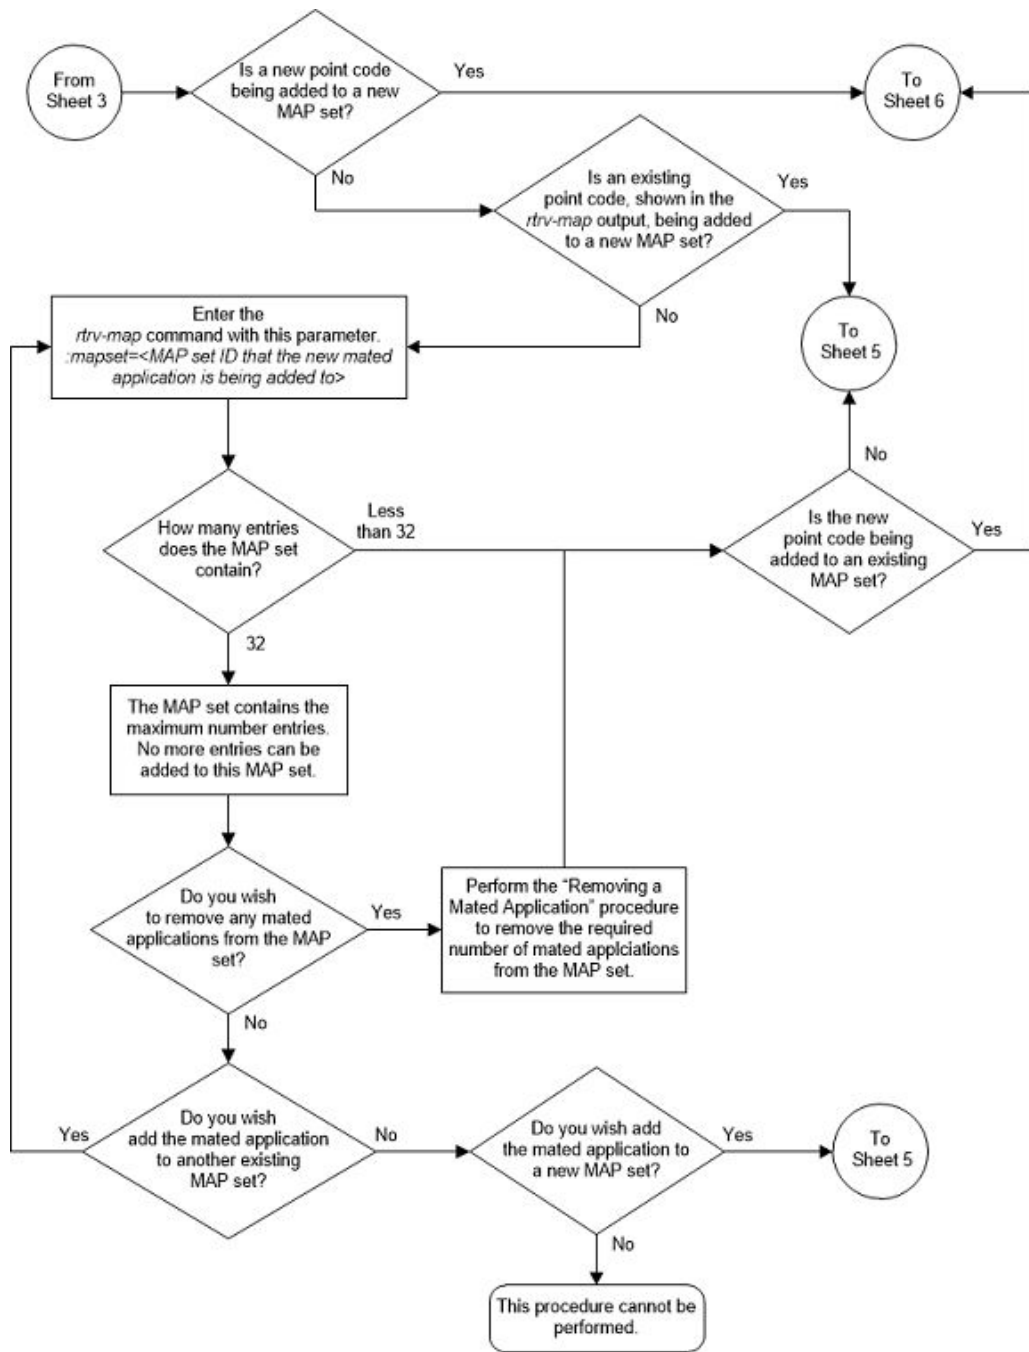 From
Sheet 3
Is a new point code
being added to a new
MAP set?
Yes
To
Sheet 6
No
Is an existing
point code, shown in the
rtrv-map output, being added
to a new MAP set?
Yes
No
To
Sheet 5
Enter the
rtrv-map command with this parameter.
:mapset=<MAP set ID that the new mated
application is being added to>
How many entries
does the MAP set
contain?
Less
than 32
No
Is the new
point code being
added to an existing
MAP set?
Yes
32
The MAP set contains the
maximum number entries.
No more entries can be
added to this MAP set.
Do you wish
to remove any mated
applications from the MAP
set?
Yes
Perform the “Removing a
Mated Application” procedure
to remove the required
number of mated applciations
from the MAP set.
No
Do you wish
add the mated application
to another existing
MAP set?
Yes
No
Do you wish add
the mated application to
a new MAP set?
Yes
To
Sheet 5
No
This procedure cannot be
performed.